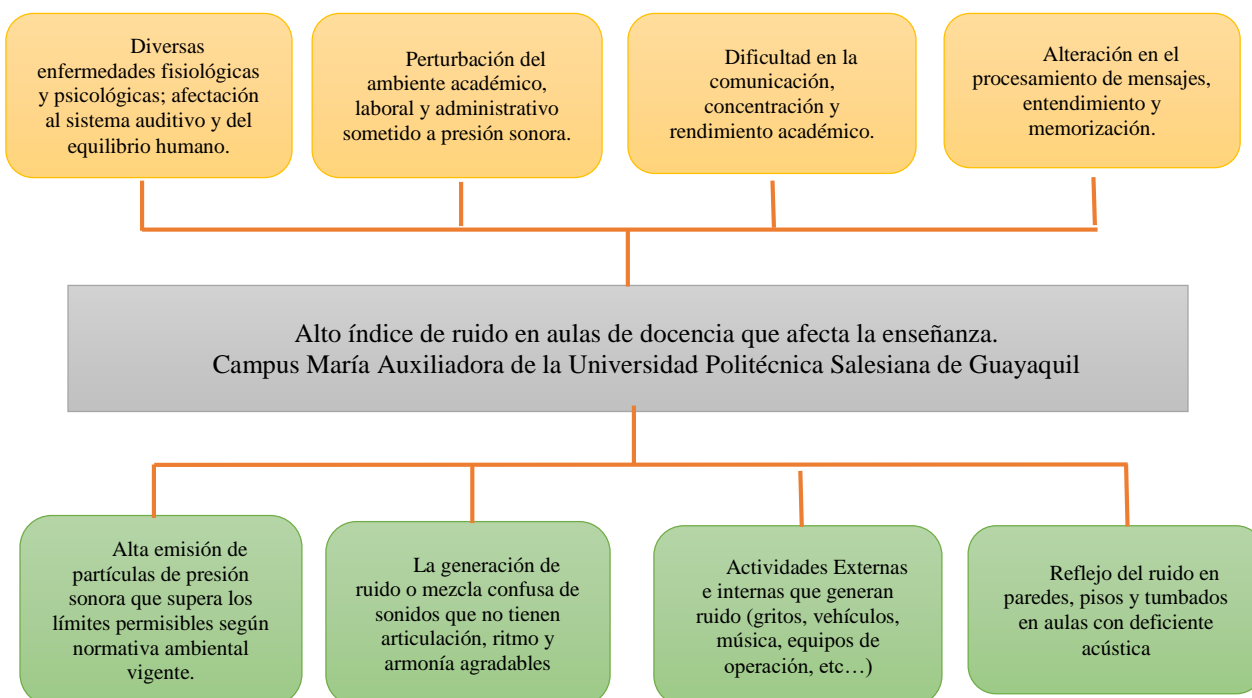 Diversas
enfermedades fisiológicas
y psicológicas; afectación
al sistema auditivo y del
equilibrio humano.
Perturbación del
ambiente académico,
laboral y administrativo
sometido a presión sonora.
Dificultad en la
comunicación,
concentración y
rendimiento académico.
Alteración en el
procesamiento de mensajes,
entendimiento y
memorización.
Alto índice de ruido en aulas de docencia que afecta la enseñanza.
Campus María Auxiliadora de la Universidad Politécnica Salesiana de Guayaquil
Alta emisión de
partículas de presión
sonora que supera los
límites permisibles según
normativa ambiental
vigente.
La generación de
ruido o mezcla confusa de
sonidos que no tienen
articulación, ritmo y
armonía agradables
Actividades Externas
e internas que generan
ruido (gritos, vehículos,
música, equipos de
operación, etc…)
Reflejo del ruido en
paredes, pisos y tumbados
en aulas con deficiente
acústica